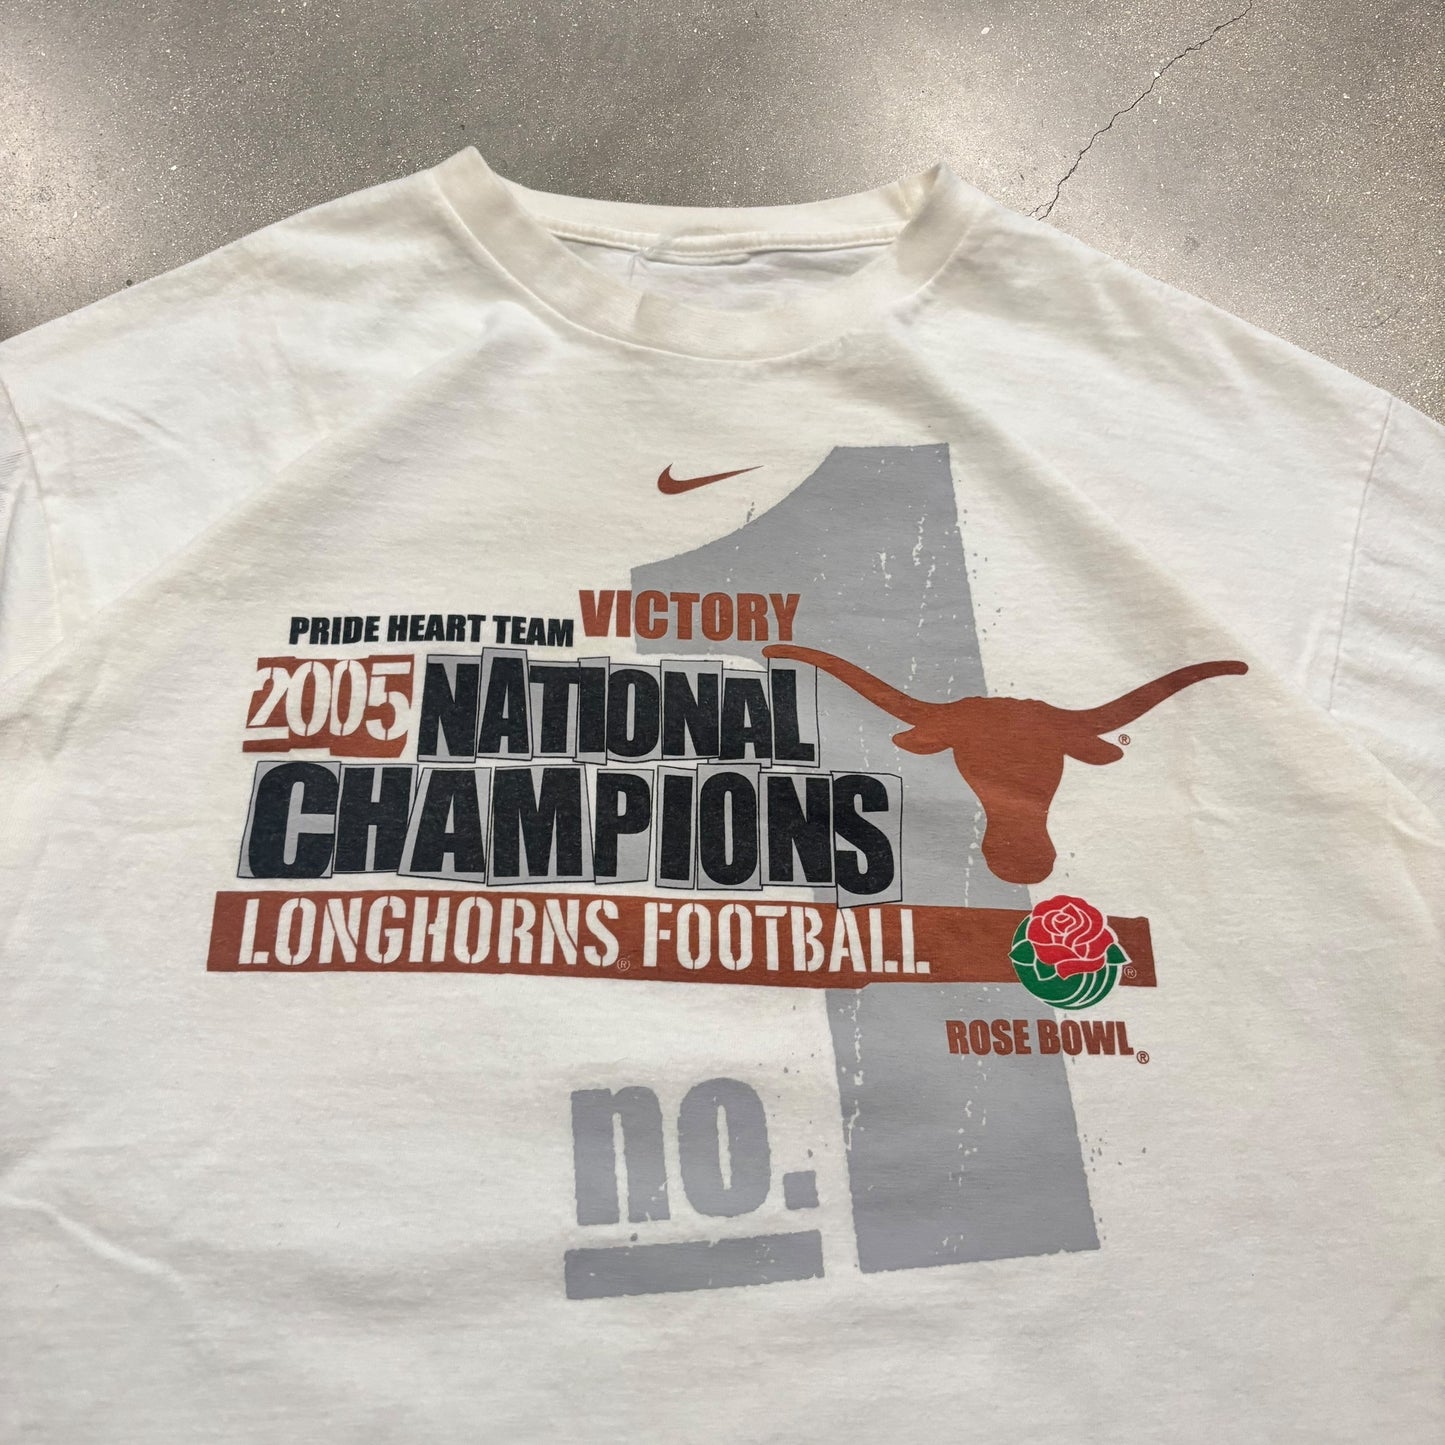 PRIDE HEART TEAM VICTORY
2005 NATIONAL
CHAMPIONS
®
LONGHORNS® FOOTBALL
®
ROSE BOWL®
no. 1